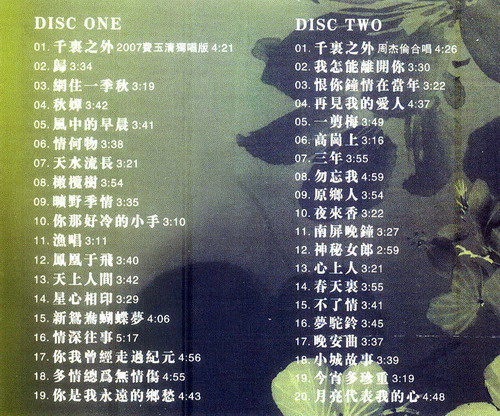 DISC ONE
01. 千裏之外 2007費玉清獨唱版 4:21
02. 歸 3:34
03. 網住一季秋 3:19
04. 秋嬋 3:42
05. 風中的早晨 3:41
06. 情何物 3:38
07. 天水流長 3:21
08. 橄欖樹 3:54
09. 曠野季情 3:35
10. 你那好冷的小手 3:10
11. 漁唱 3:11
12. 鳳凰于飛 3:40
13. 天上人間 3:42
14. 星心相印 3:29
15. 新鴛鴦蝴蝶夢 4:06
16. 情深往事 5:17
17. 你我曾經走過紀元 4:56
18. 多情總爲無情傷 4:55
19. 你是我永遠的鄉愁 4:43
DISC TWO
01. 千裏之外 周杰倫合唱 4:26
02. 我怎能離開你 3:30
03. 恨你鐘情在當年 3:22
04. 再見我的愛人 4:37
05. 一剪梅 3:49
06. 高崗上 3:16
07. 三年 3:55
08. 勿忘我 4:59
09. 原鄉人 3:54
10. 夜來香 3:22
11. 南屏晚鐘 3:27
12. 神秘女郎 2:59
13. 心上人 3:21
14. 春天裏 3:55
15. 不了情 3:41
16. 夢駝鈴 3:45
17. 晚安曲 3:37
18. 小城故事 3:39
19. 今宵多珍重 3:19
20. 月亮代表我的心 4:48